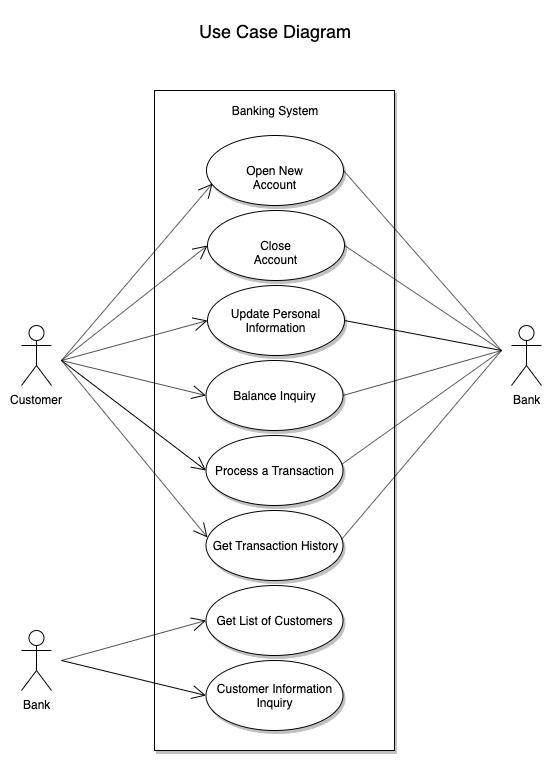 Use Case Diagram
Banking System
Open New
Account
Close
Account
Update Personal
Information
Customer
Bank
Balance Inquiry
Process a Transaction
Get Transaction History
Get List of Customers
Customer Information
Inquiry
Bank